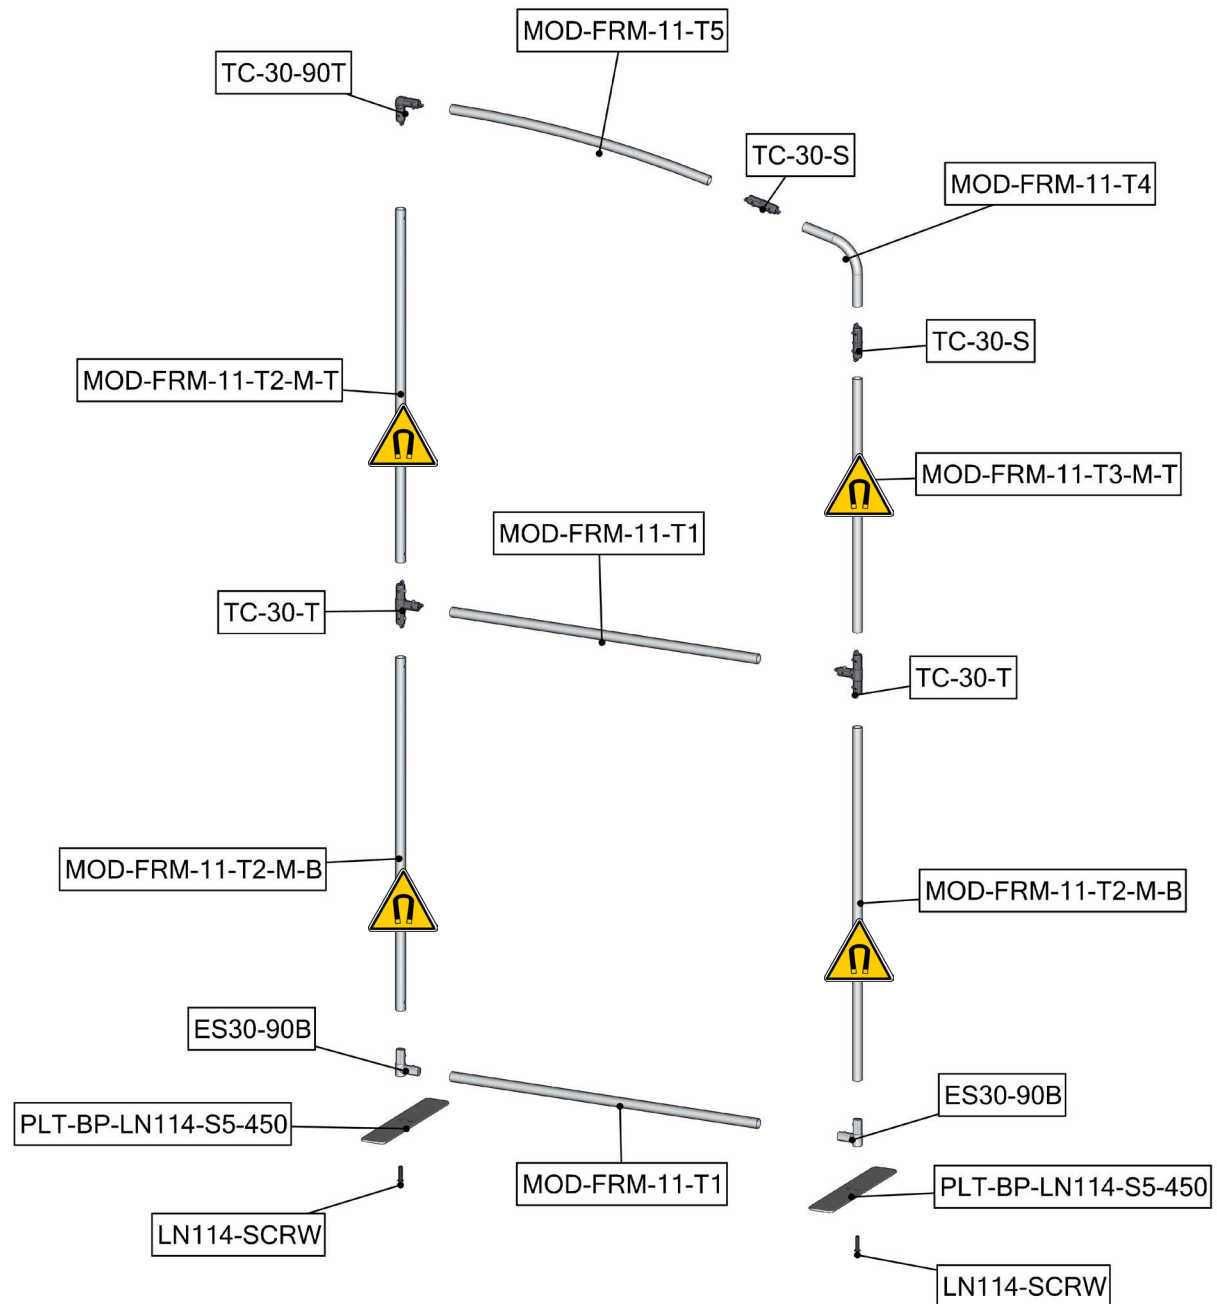 MOD-FRM-11-T5
TC-30-90T
TC-30-S
MOD-FRM-11-T4
TC-30-S
MOD-FRM-11-T2-M-T
MOD-FRM-11-T3-M-T
MOD-FRM-11-T1
TC-30-T
TC-30-T
MOD-FRM-11-T2-M-B
MOD-FRM-11-T2-M-B
ES30-90B
ES30-90B
PLT-BP-LN114-S5-450
MOD-FRM-11-T1
PLT-BP-LN114-S5-450
LN114-SCRW
LN114-SCRW